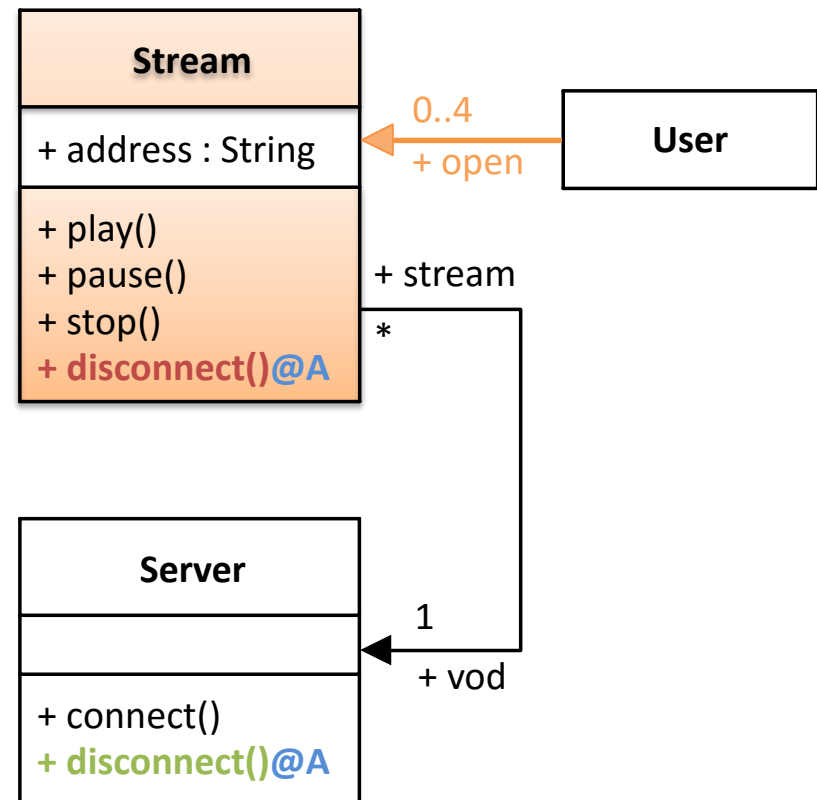 Stream
+ address : String
+ play()
+ pause()
+ stop()
+ disconnect()@A
0..4
+ open
User
+ stream
*
Server
+ connect()
+ disconnect()@A
1
+ vod